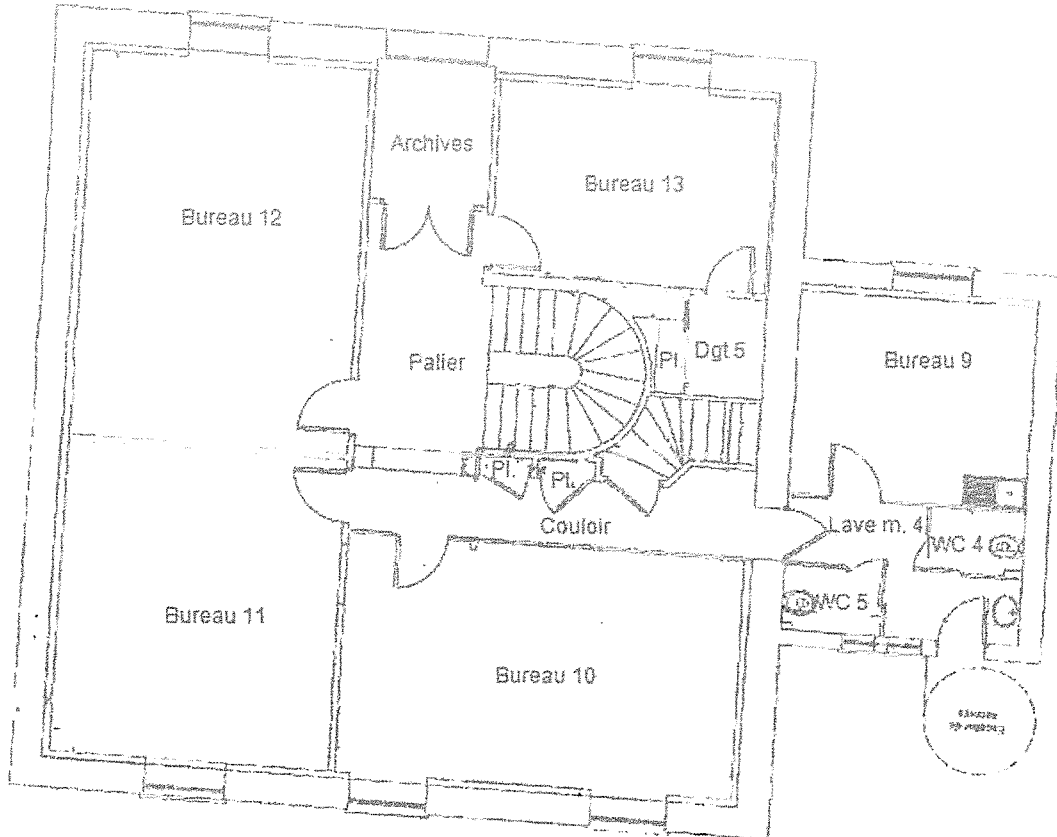 Archives
Bureau 13
Bureau 12
Palier
Pl
Dgt 5
Bureau 9
Pl.
Pl.
Couloir
Lave m. 4
WC 4
WC 5
Bureau 11
Bureau 10